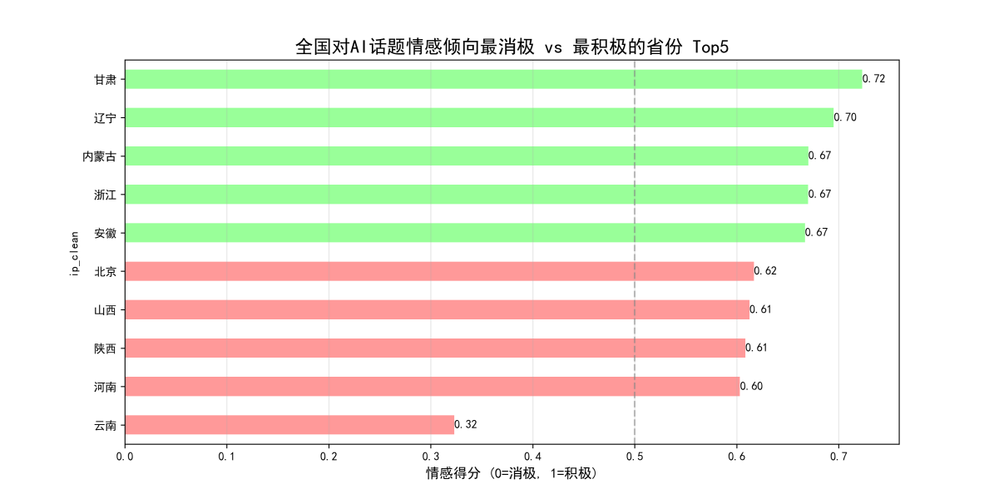 全国对AI话题情感倾向最消极 vs 最积极的省份 Top5
甘肃 0.72
辽宁 0.70
内蒙古 0.67
浙江 0.67
安徽 0.67
北京 0.62
山西 0.61
陕西 0.61
河南 0.60
云南 0.32
ip_clean
0.0 0.1 0.2 0.3 0.4 0.5 0.6 0.7
情感得分 (0=消极, 1=积极)